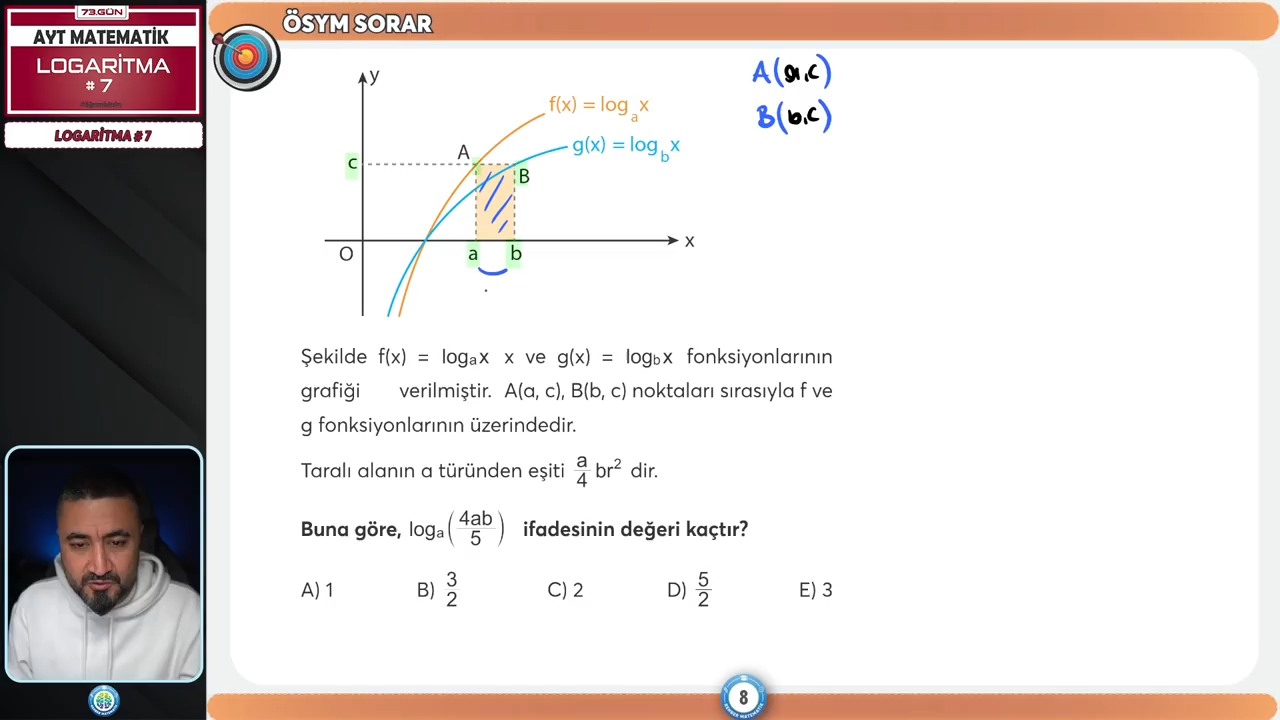 73.GÜN
AYT MATEMATİK
LOGARİTMA
# 7
LOGARİTMA # 7
ÖSYM SORAR
A(a,c)
B(b,c)
y
f(x) = logₐx
g(x) = log_b x
c
A
B
O
a
b
x
Şekilde f(x) = logₐx x ve g(x) = log_b x fonksiyonlarının
grafiği verilmiştir. A(a, c), B(b, c) noktaları sırasıyla f ve
g fonksiyonlarının üzerindedir.
Taralı alanın a türünden eşiti a/4 br² dir.
Buna göre, logₐ(4ab/5) ifadesinin değeri kaçtır?
A) 1 B) 3/2 C) 2 D) 5/2 E) 3
8